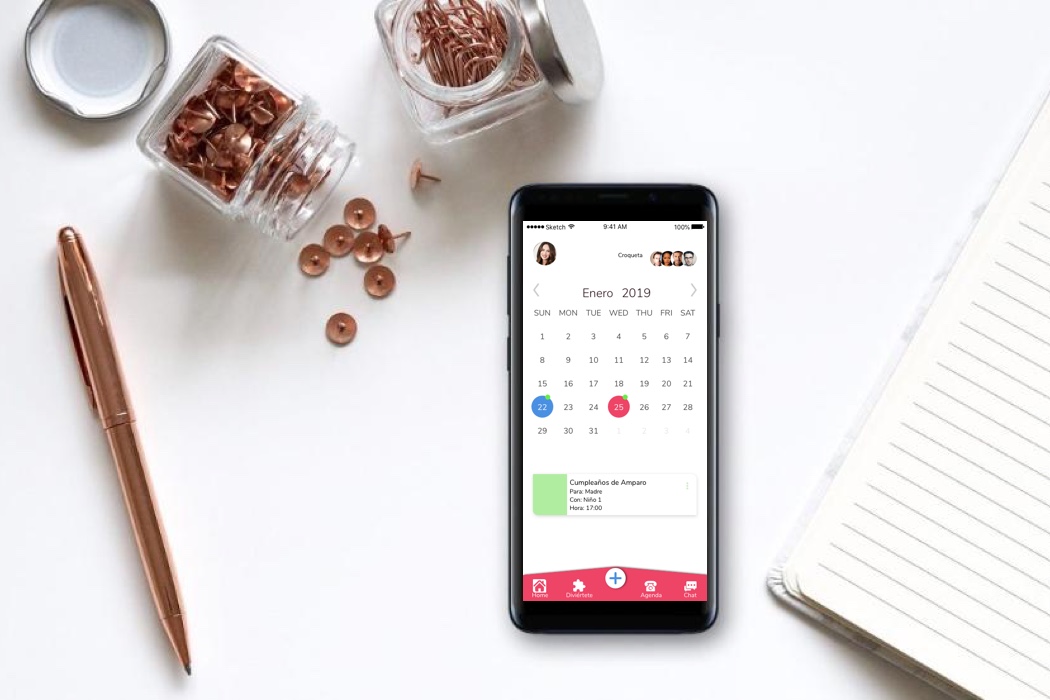 Sketch 9:41 AM 100%
Croqueta
Enero 2019
SUN MON TUE WED THU FRI SAT
1 2 3 4 5 6 7
8 9 10 11 12 13 14
15 16 17 18 19 20 21
22 23 24 25 26 27 28
29 30 31 1 2 3 4
Cumpleaños de Amparo
Para: Madre
Con: Niño 1
Hora: 17:00
Home Diviértete Agenda Chat